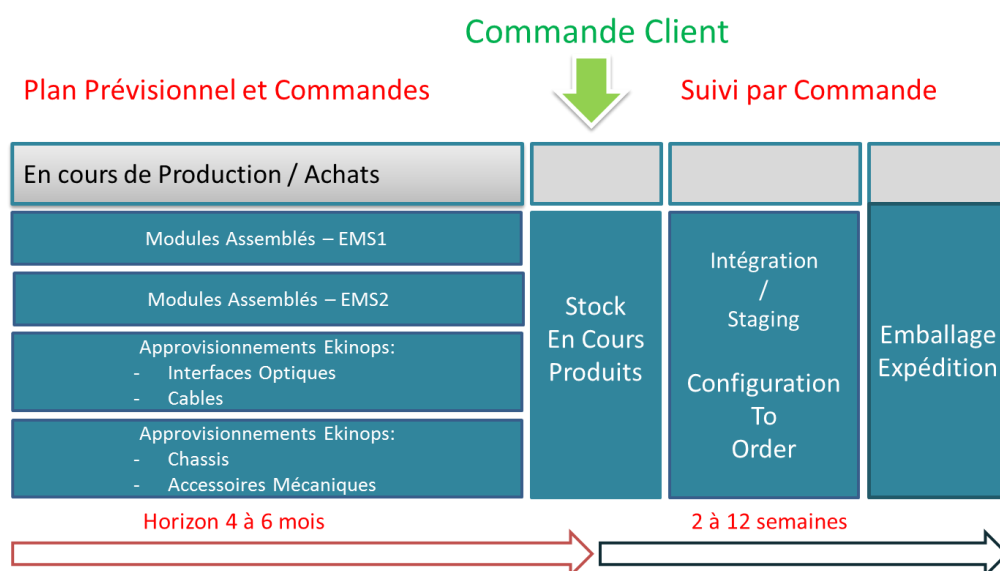 Commande Client
Plan Prévisionnel et Commandes
Suivi par Commande
En cours de Production / Achats
Modules Assemblés – EMS1
Modules Assemblés – EMS2
Approvisionnements Ekinops:
- Interfaces Optiques
- Cables
Approvisionnements Ekinops:
- Chassis
- Accessoires Mécaniques
Stock
En Cours
Produits
Intégration
/
Staging
Configuration
To
Order
Emballage
Expédition
Horizon 4 à 6 mois
2 à 12 semaines